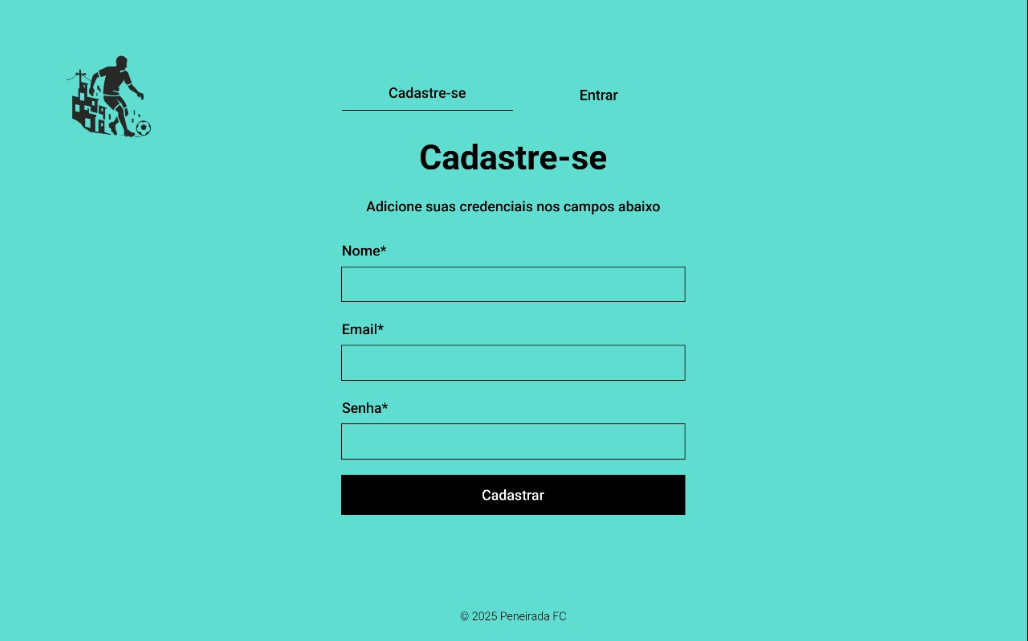 Cadastre-se
Entrar
Cadastre-se
Adicione suas credenciais nos campos abaixo
Nome*
Email*
Senha*
Cadastrar
© 2025 Peneirada FC